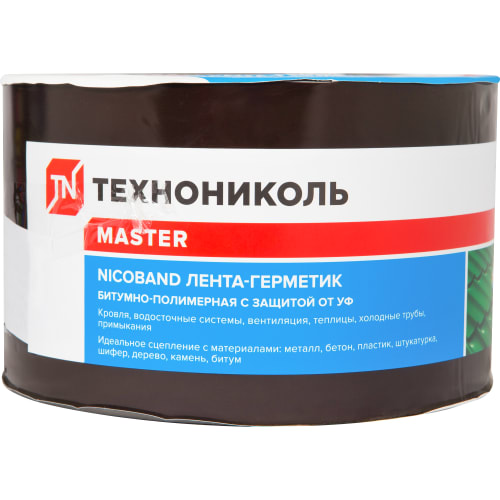 TN ТЕХНОНИКОЛЬ
MASTER
NICOBAND ЛЕНТА-ГЕРМЕТИК
БИТУМНО-ПОЛИМЕРНАЯ С ЗАЩИТОЙ ОТ УФ
Кровля, водосточные системы, вентиляция, теплицы, холодные трубы,
примыкания
Идеальное сцепление с материалами: металл, бетон, пластик, штукатурка,
шифер, дерево, камень, битум